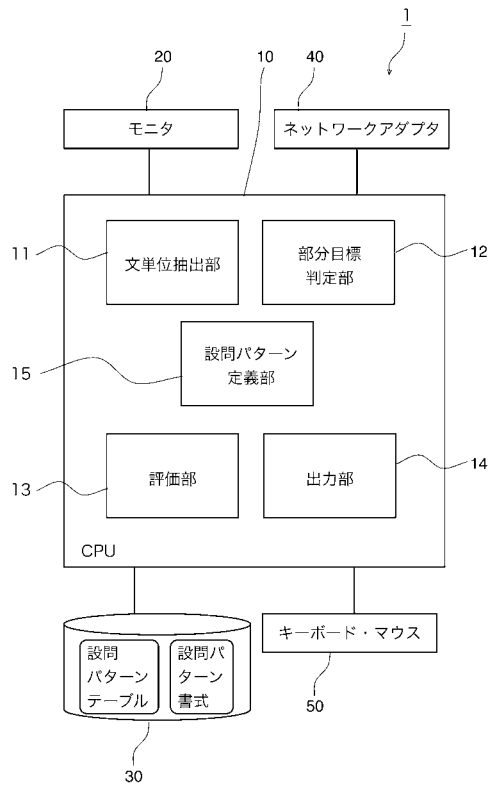 1
20
10
40
モニタ
ネットワークアダプタ
11
文単位抽出部
部分目標
判定部
12
15
設問パターン
定義部
13
評価部
出力部
14
CPU
設問
パターン
テーブル
設問パ
ターン
書式
キーボード・マウス
50
30